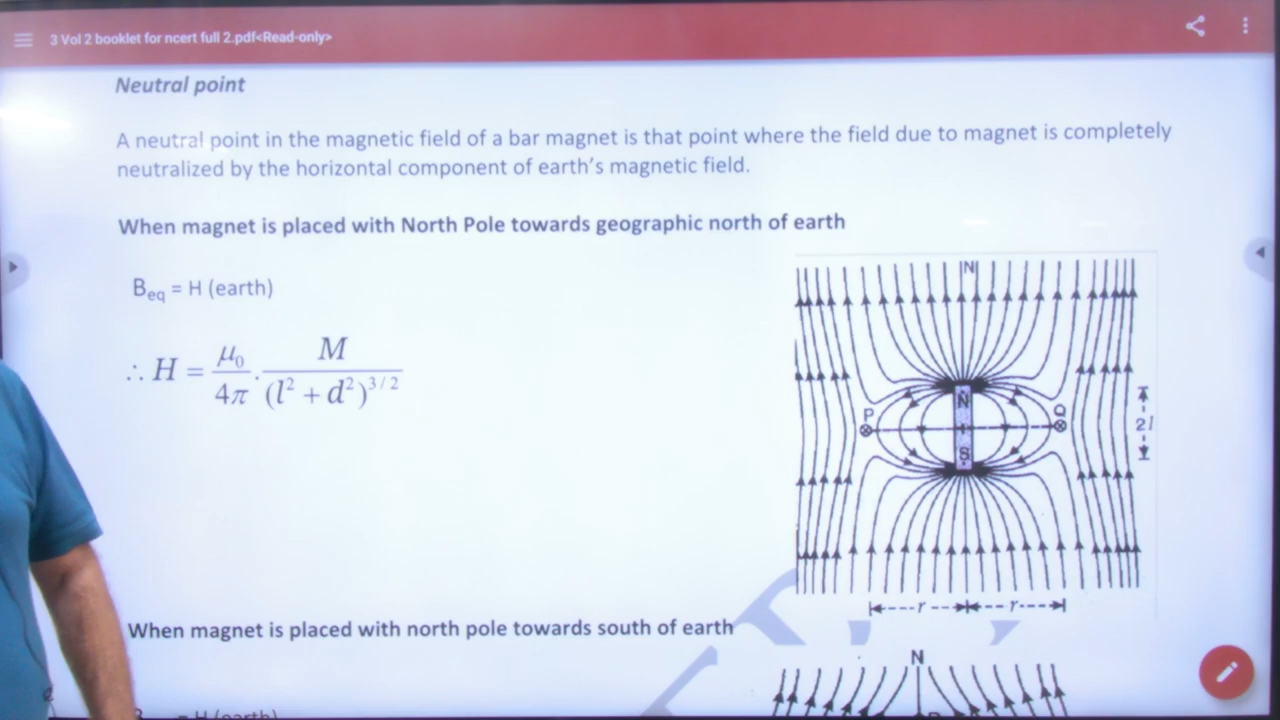 3 Vol 2 booklet for ncert full 2.pdf<Read-only>
Neutral point
A neutral point in the magnetic field of a bar magnet is that point where the field due to magnet is completely
neutralized by the horizontal component of earth's magnetic field.
When magnet is placed with North Pole towards geographic north of earth
B_eq = H (earth)
∴ H = μ₀/4π · M/(l² + d²)^3/2
N
N
P
Q
S
2l
r
r
When magnet is placed with north pole towards south of earth
N
= H (earth)